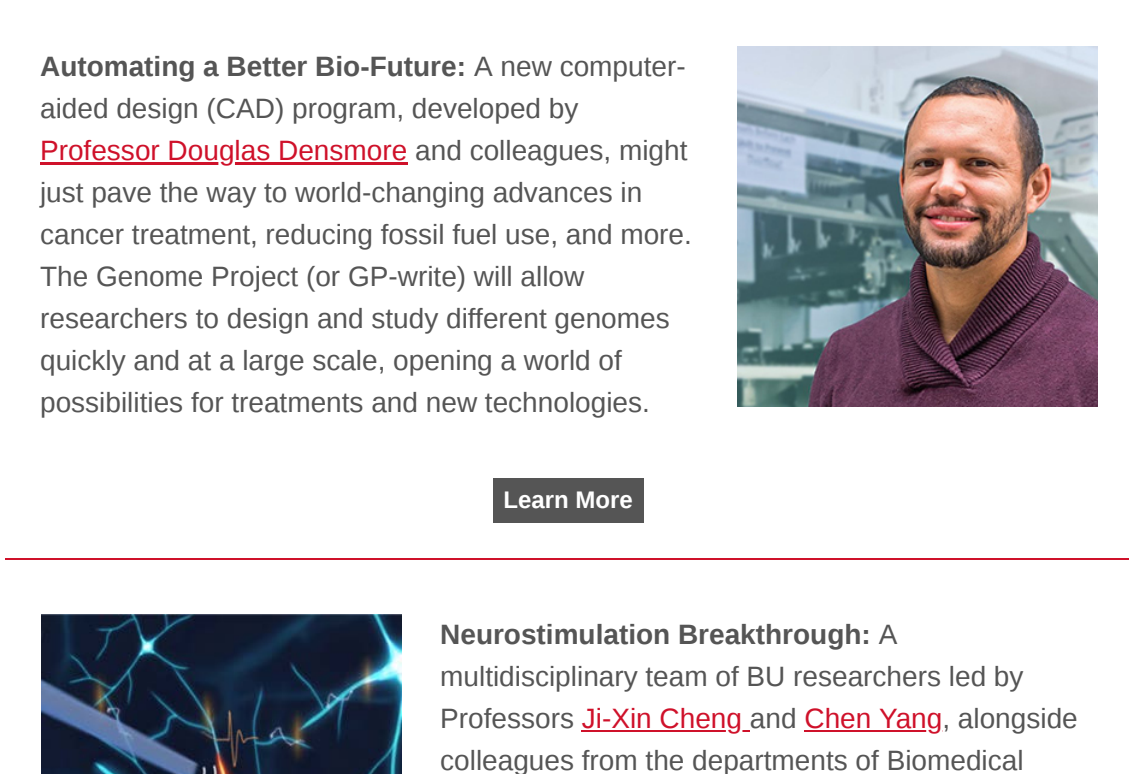 Automating a Better Bio-Future: A new computer-
aided design (CAD) program, developed by
Professor Douglas Densmore and colleagues, might
just pave the way to world-changing advances in
cancer treatment, reducing fossil fuel use, and more.
The Genome Project (or GP-write) will allow
researchers to design and study different genomes
quickly and at a large scale, opening a world of
possibilities for treatments and new technologies.
Learn More
Neurostimulation Breakthrough: A
multidisciplinary team of BU researchers led by
Professors Ji-Xin Cheng and Chen Yang, alongside
colleagues from the departments of Biomedical